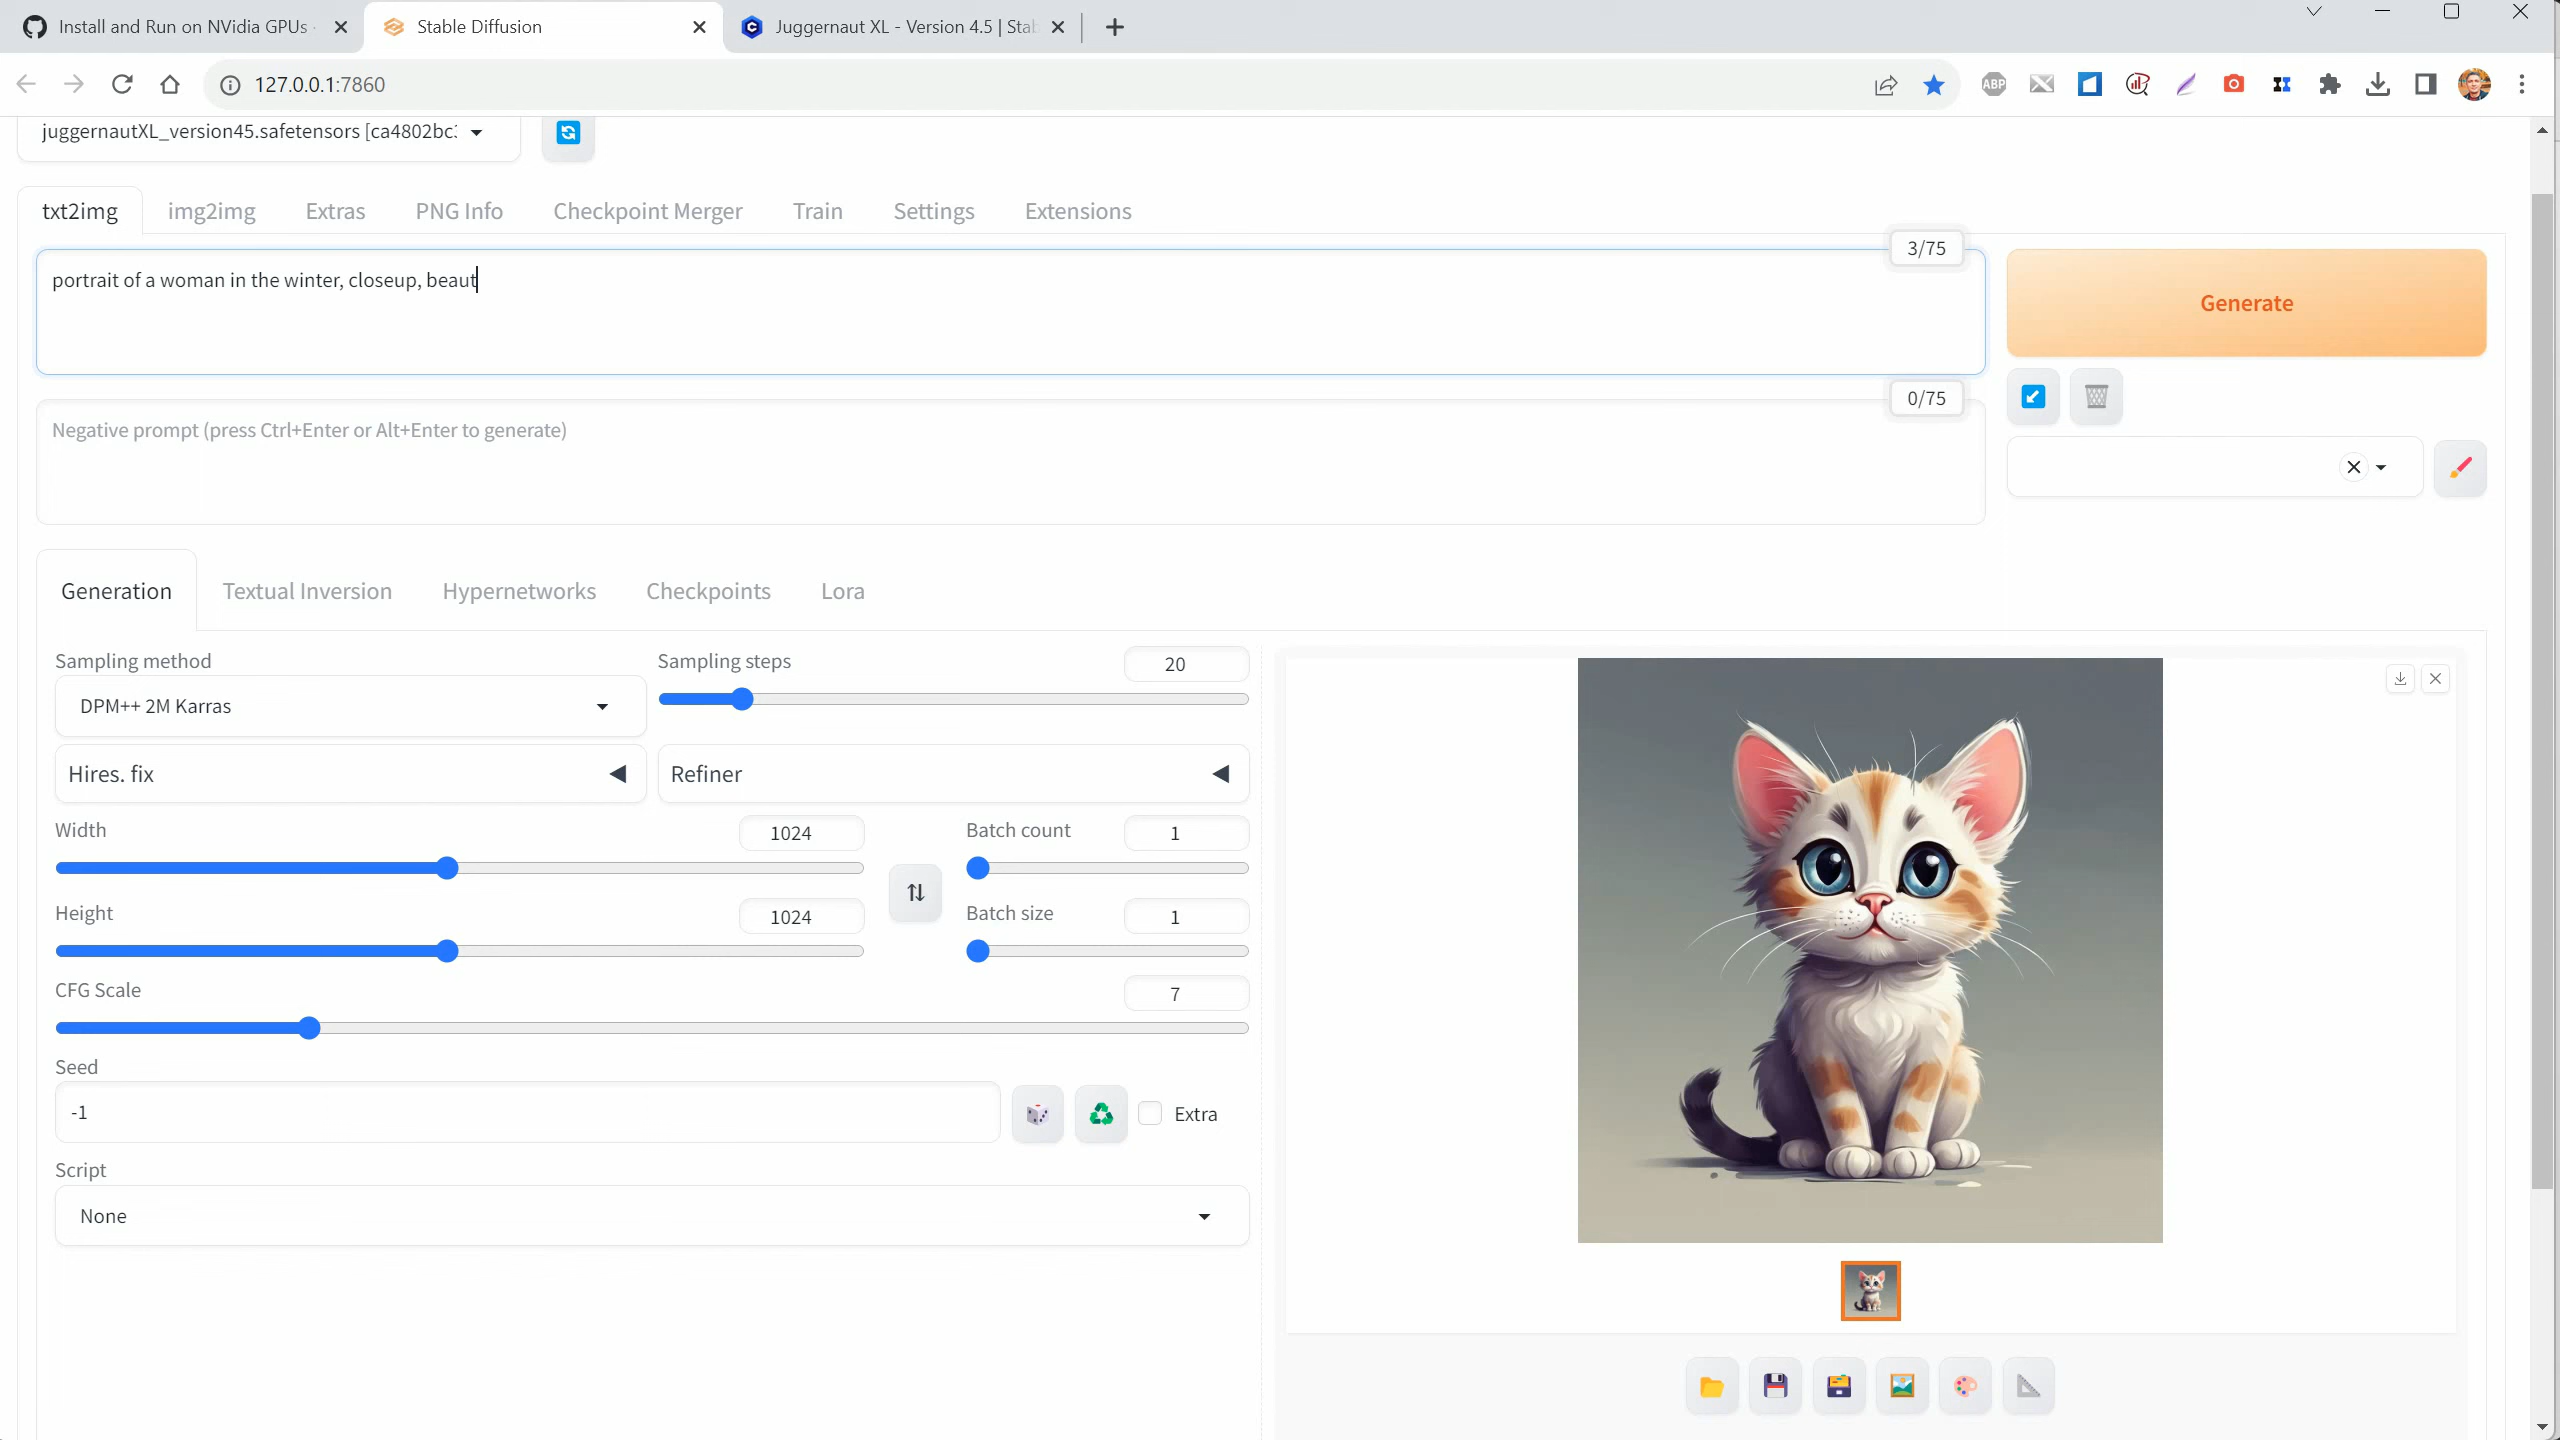 Install and Run on NVidia GPUs ·
Stable Diffusion
Juggernaut XL - Version 4.5 | Stab
127.0.0.1:7860
ABP
juggernautXL_version45.safetensors [ca4802bc
txt2img
img2img
Extras
PNG Info
Checkpoint Merger
Train
Settings
Extensions
3/75
portrait of a woman in the winter, closeup, beaut
Generate
0/75
Negative prompt (press Ctrl+Enter or Alt+Enter to generate)
Generation
Textual Inversion
Hypernetworks
Checkpoints
Lora
Sampling method
DPM++ 2M Karras
Sampling steps
20
Hires. fix
Refiner
Width
1024
Batch count
1
Height
1024
Batch size
1
CFG Scale
7
Seed
-1
Extra
Script
None